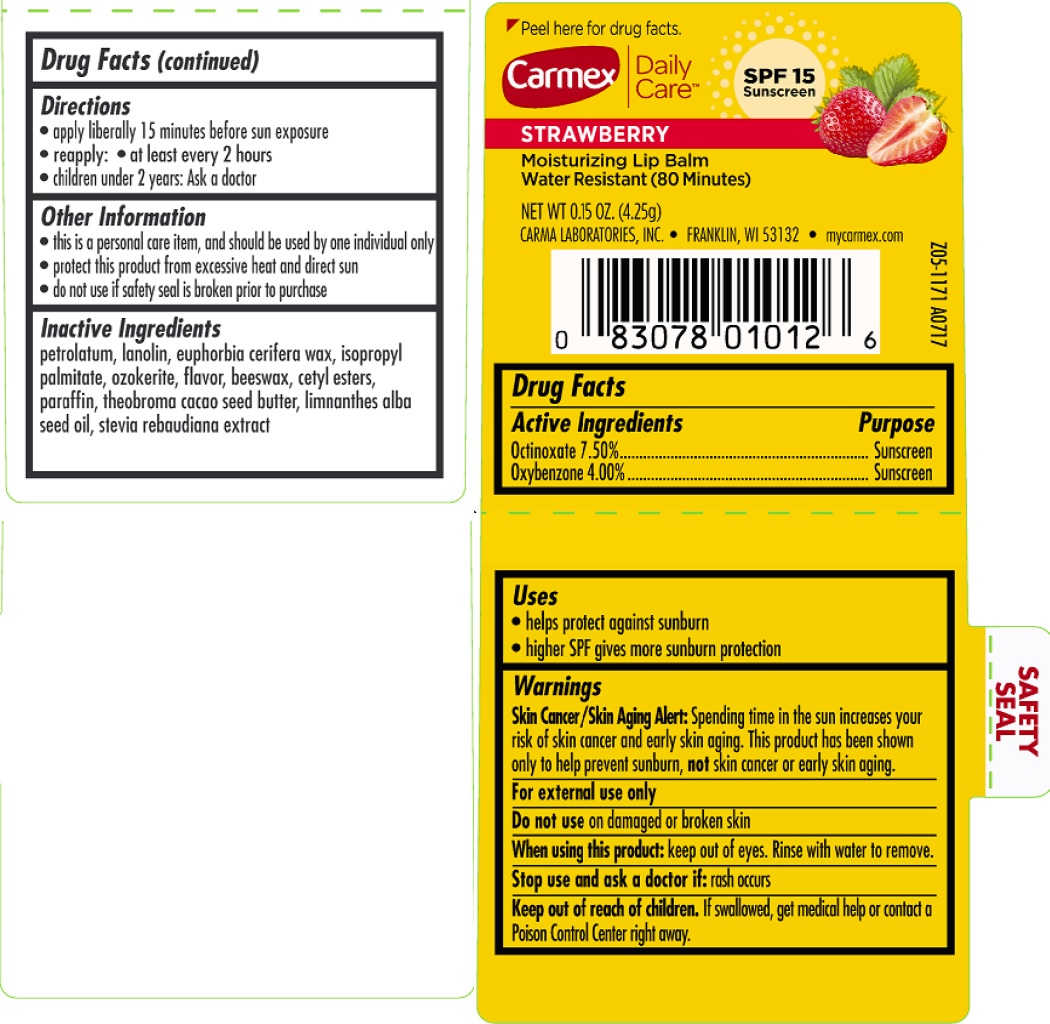 Peel here for drug facts.
Carmex Daily Care™
SPF 15
Sunscreen
STRAWBERRY
Moisturizing Lip Balm
Water Resistant (80 Minutes)
NET WT 0.15 OZ. (4.25g)
CARMA LABORATORIES, INC. • FRANKLIN, WI 53132 • mycarmex.com
Z05-1171 A0717
0 83078 01012 6
Drug Facts
Active Ingredients Purpose
Octinoxate 7.50%.......... Sunscreen
Oxybenzone 4.00%.......... Sunscreen
Uses
• helps protect against sunburn
• higher SPF gives more sunburn protection
Warnings
Skin Cancer/Skin Aging Alert: Spending time in the sun increases your
risk of skin cancer and early skin aging. This product has been shown
only to help prevent sunburn, not skin cancer or early skin aging.
For external use only
Do not use on damaged or broken skin
When using this product: keep out of eyes. Rinse with water to remove.
Stop use and ask a doctor if: rash occurs
Keep out of reach of children. If swallowed, get medical help or contact a
Poison Control Center right away.
SAFETY
SEAL
Drug Facts (continued)
Directions
• apply liberally 15 minutes before sun exposure
• reapply: • at least every 2 hours
• children under 2 years: Ask a doctor
Other Information
• this is a personal care item, and should be used by one individual only
• protect this product from excessive heat and direct sun
• do not use if safety seal is broken prior to purchase
Inactive Ingredients
petrolatum, lanolin, euphorbia cerifera wax, isopropyl
palmitate, ozokerite, flavor, beeswax, cetyl esters,
paraffin, theobroma cacao seed butter, limnanthes alba
seed oil, stevia rebaudiana extract